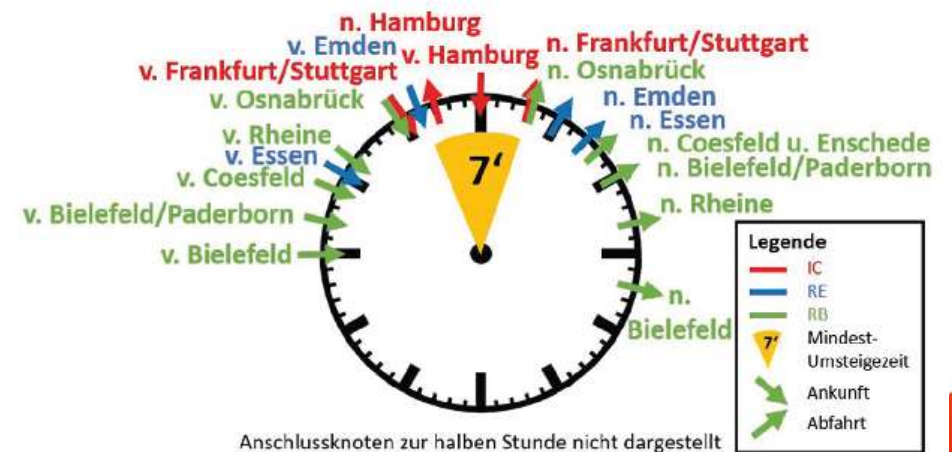 n. Hamburg
v. Emden
v. Hamburg
n. Frankfurt/Stuttgart
v. Frankfurt/Stuttgart
n. Osnabrück
v. Osnabrück
n. Emden
n. Essen
v. Rheine
n. Coesfeld u. Enschede
v. Essen
n. Bielefeld/Paderborn
v. Coesfeld
7‘
n. Rheine
v. Bielefeld/Paderborn
v. Bielefeld
n.
Bielefeld
Legende
IC
RE
RB
7‘
Mindest-
Umsteigezeit
Ankunft
Abfahrt
Anschlussknoten zur halben Stunde nicht dargestellt